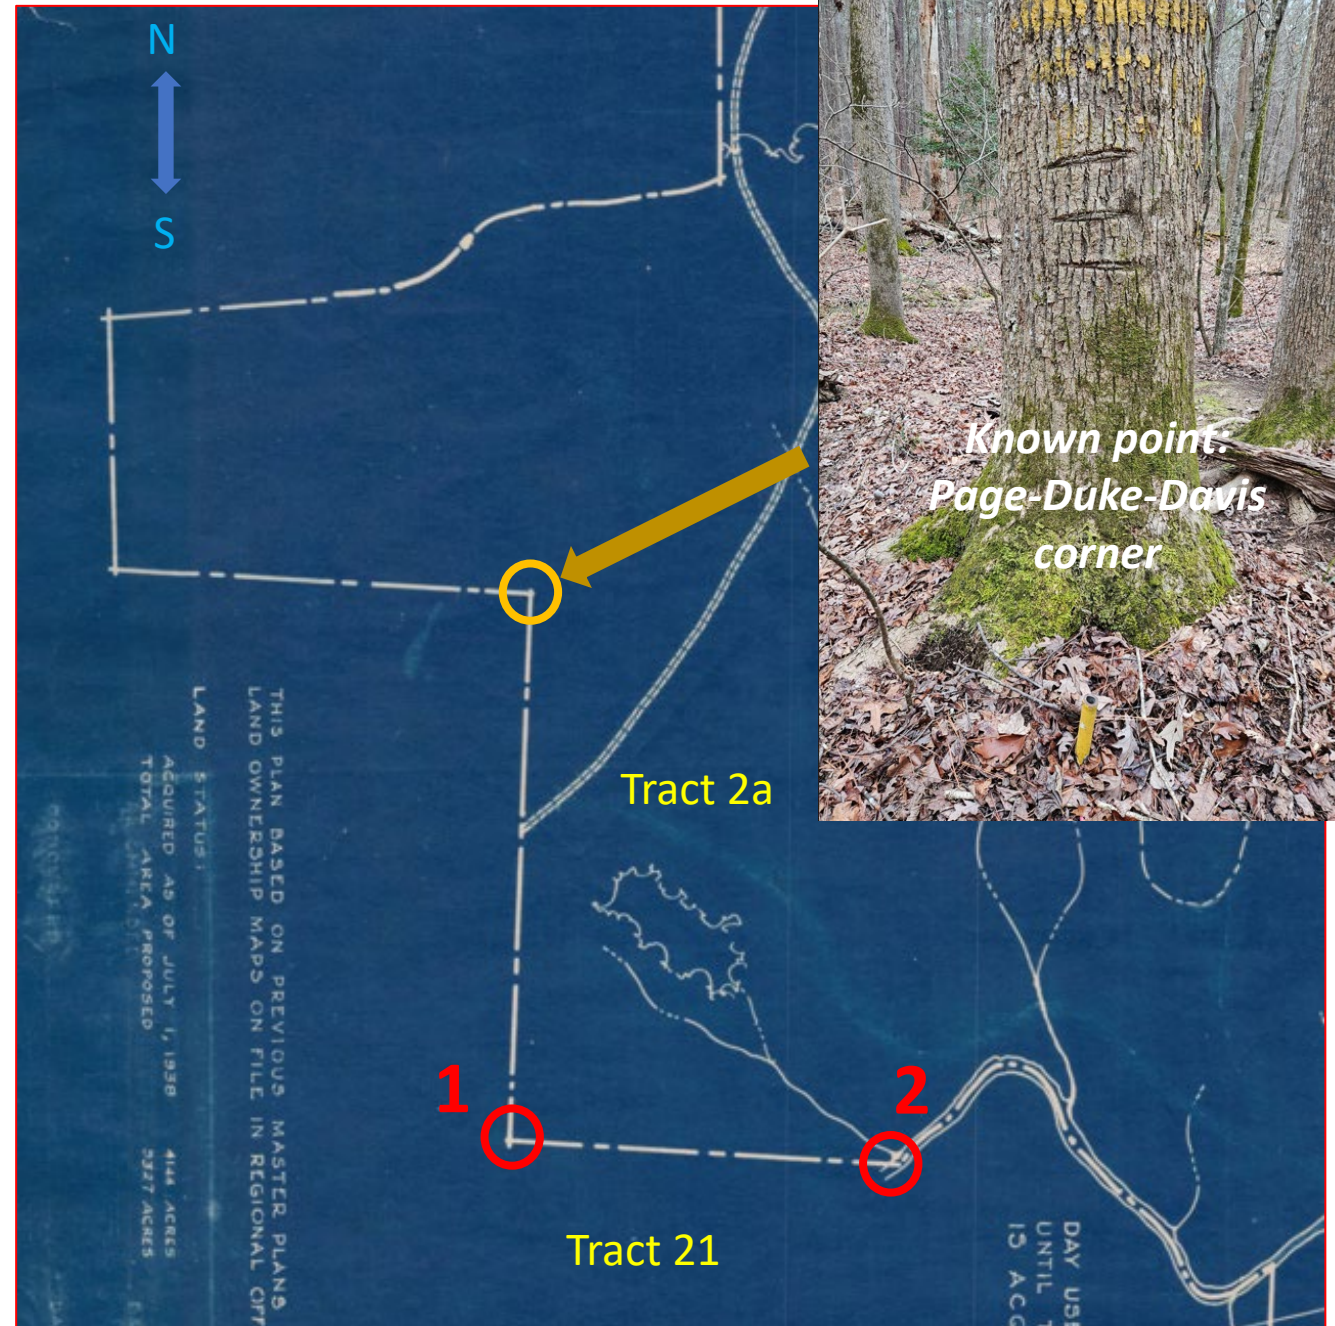 N
S
Known point:
Page-Duke-Davis
corner
Tract 2a
1
2
Tract 21
THIS PLAN BASED ON PREVIOUS MASTER PLANS
LAND OWNERSHIP MAPS ON FILE IN REGIONAL
LAND STATUS:
ACQUIRED AS OF JULY 1, 1938 4144 ACRES
TOTAL AREA PROPOSED 5327 ACRES
DAY
UNTIL
15